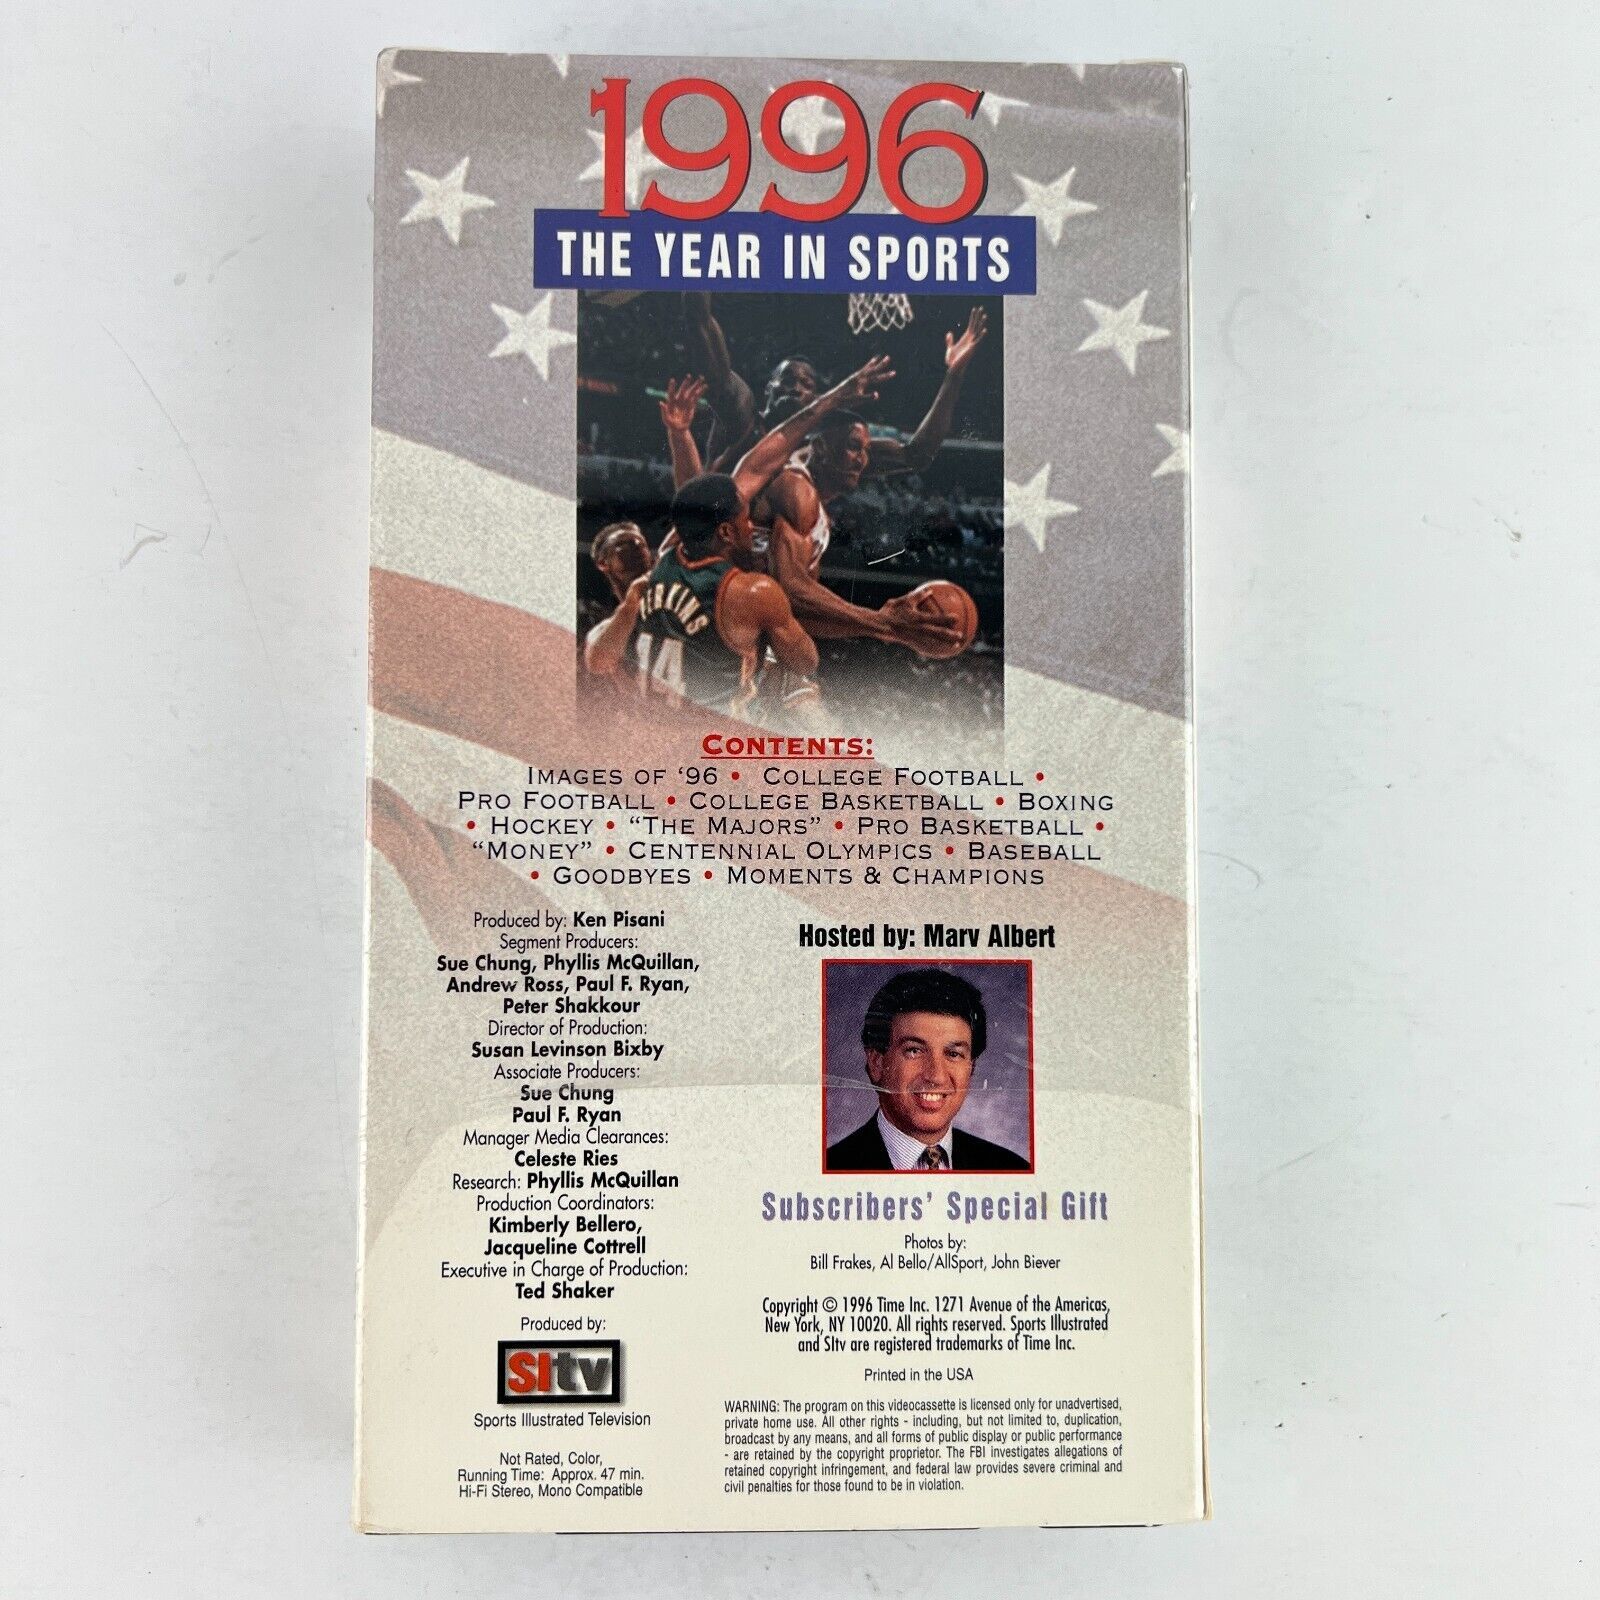 1996
THE YEAR IN SPORTS
PERKINS
14
CONTENTS:
IMAGES OF '96 • COLLEGE FOOTBALL •
PRO FOOTBALL • COLLEGE BASKETBALL • BOXING
• HOCKEY • "THE MAJORS" • PRO BASKETBALL •
"MONEY" • CENTENNIAL OLYMPICS • BASEBALL
• GOODBYES • MOMENTS & CHAMPIONS
Produced by: Ken Pisani
Segment Producers:
Sue Chung, Phyllis McQuillan,
Andrew Ross, Paul F. Ryan,
Peter Shakkour
Director of Production:
Susan Levinson Bixby
Associate Producers:
Sue Chung
Paul F. Ryan
Manager Media Clearances:
Celeste Ries
Research: Phyllis McQuillan
Production Coordinators:
Kimberly Bellero,
Jacqueline Cottrell
Executive in Charge of Production:
Ted Shaker
Produced by:
SItv
Sports Illustrated Television
Not Rated, Color,
Running Time: Approx. 47 min.
Hi-Fi Stereo, Mono Compatible
Hosted by: Marv Albert
Subscribers' Special Gift
Photos by:
Bill Frakes, Al Bello/AllSport, John Biever
Copyright © 1996 Time Inc. 1271 Avenue of the Americas,
New York, NY 10020. All rights reserved. Sports Illustrated
and SItv are registered trademarks of Time Inc.
Printed in the USA
WARNING: The program on this videocassette is licensed only for unadvertised,
private home use. All other rights - including, but not limited to, duplication,
broadcast by any means, and all forms of public display or public performance
- are retained by the copyright proprietor. The FBI investigates allegations of
retained copyright infringement, and federal law provides severe criminal and
civil penalties for those found to be in violation.